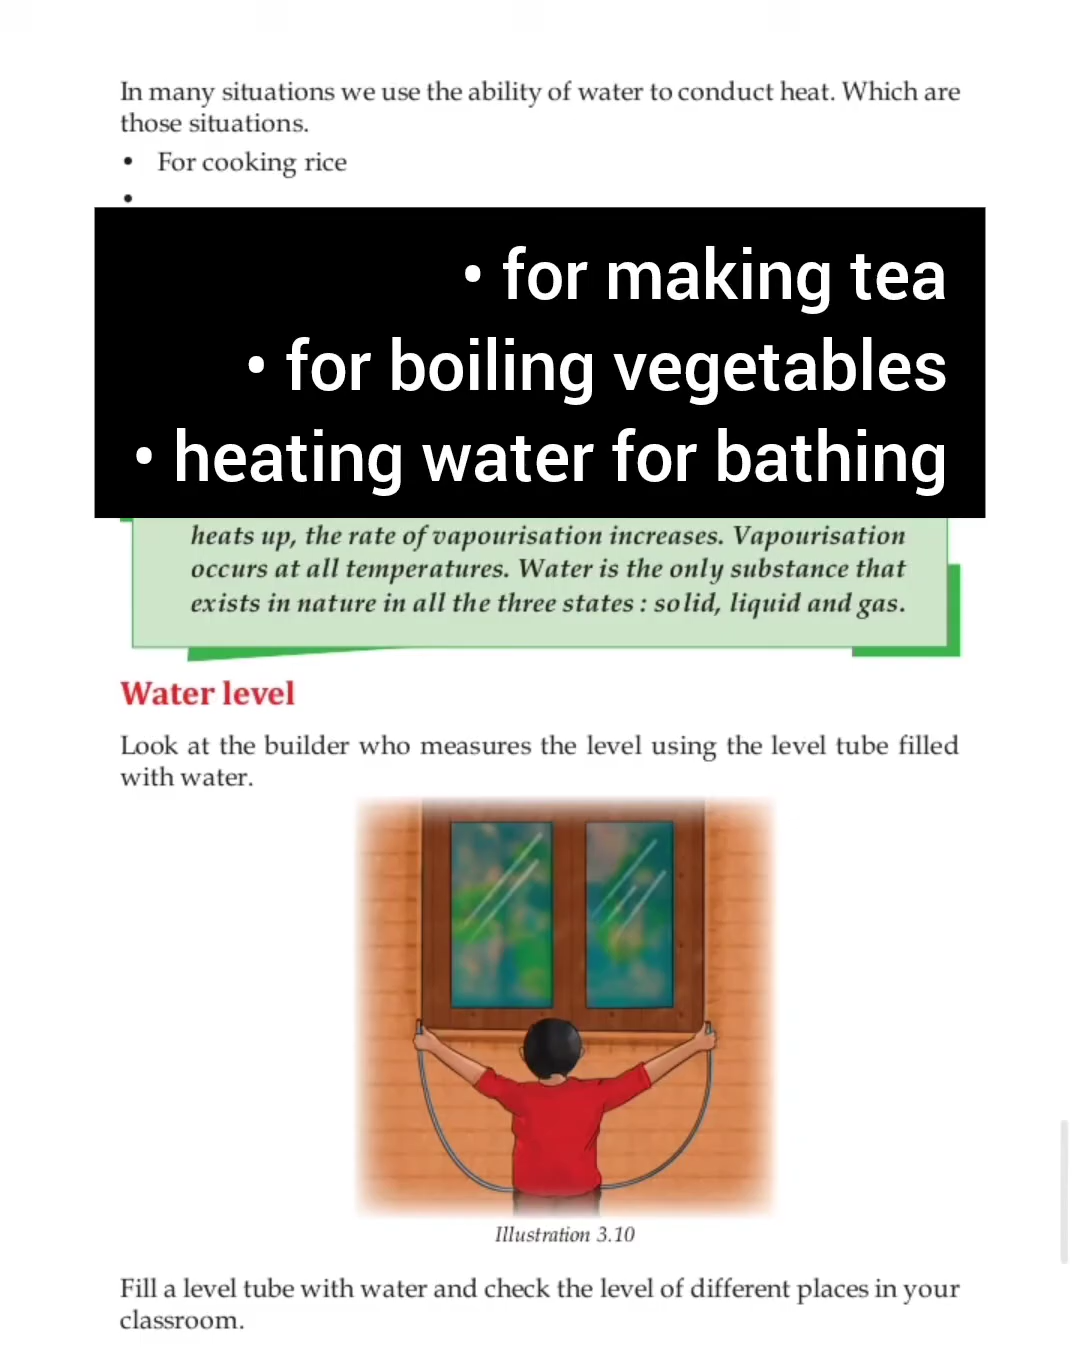 In many situations we use the ability of water to conduct heat. Which are
those situations.
• For cooking rice
•
• for making tea
• for boiling vegetables
• heating water for bathing
heats up, the rate of vapourisation increases. Vapourisation
occurs at all temperatures. Water is the only substance that
exists in nature in all the three states : solid, liquid and gas.
Water level
Look at the builder who measures the level using the level tube filled
with water.
Illustration 3.10
Fill a level tube with water and check the level of different places in your
classroom.